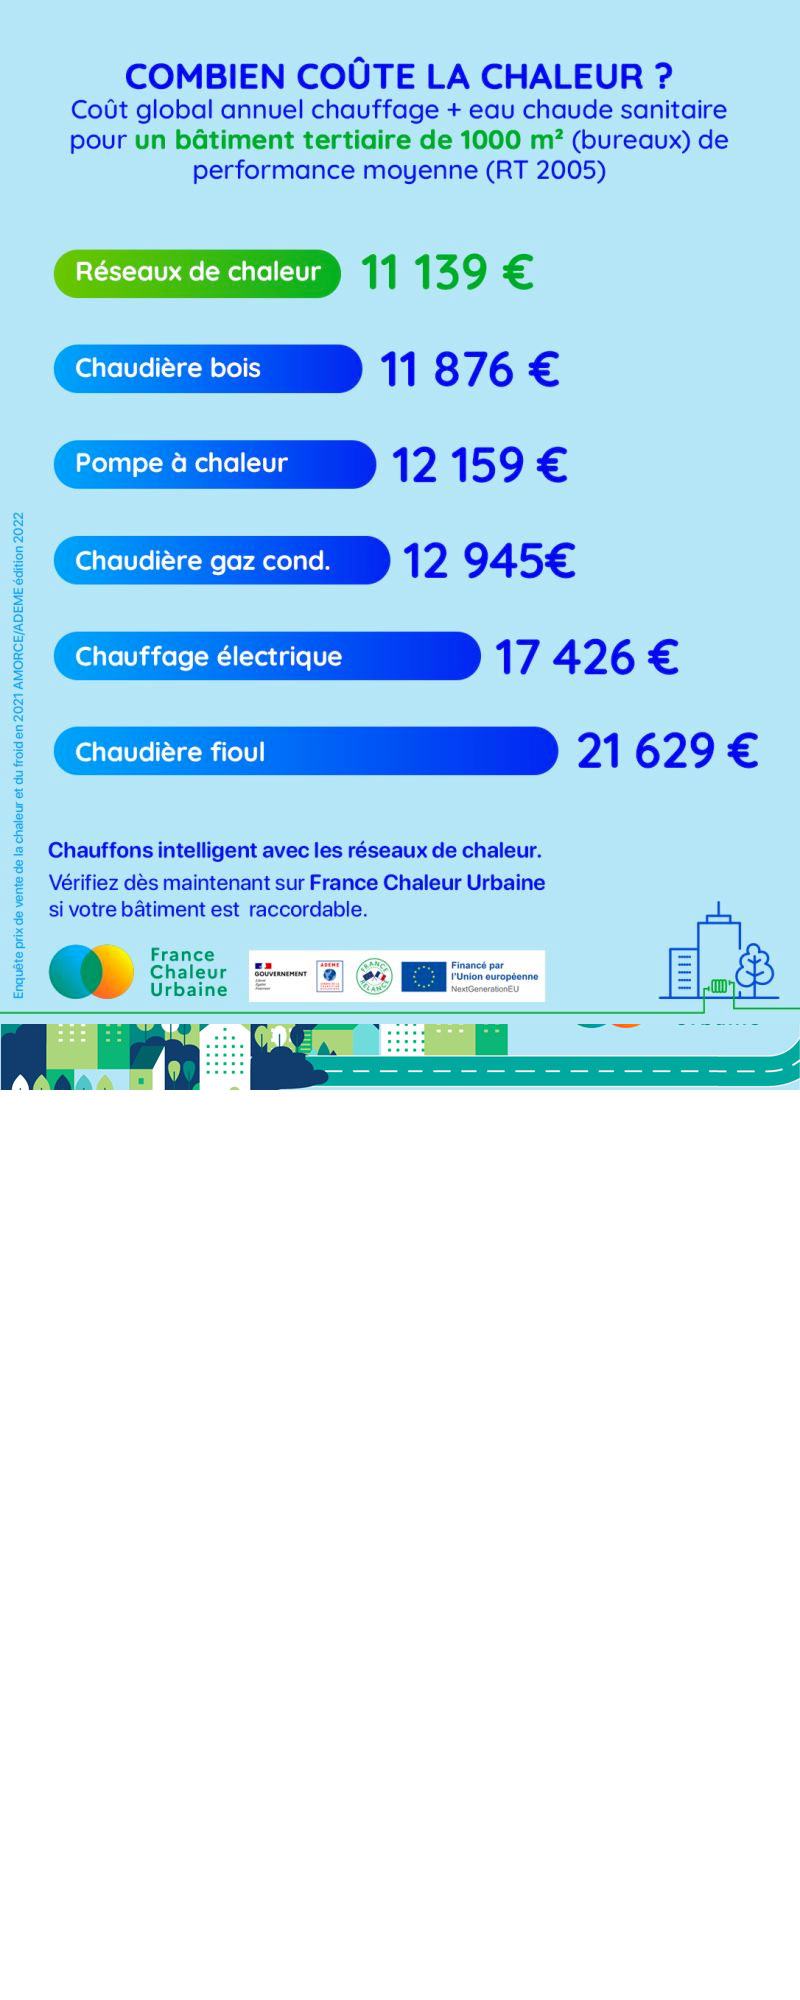 COMBIEN COÛTE LA CHALEUR ?
Coût global annuel chauffage + eau chaude sanitaire
pour un bâtiment tertiaire de 1000 m² (bureaux) de
performance moyenne (RT 2005)
Réseaux de chaleur 11 139 €
Chaudière bois 11 876 €
Pompe à chaleur 12 159 €
Chaudière gaz cond. 12 945€
Chauffage électrique 17 426 €
Chaudière fioul 21 629 €
Enquête prix de vente de la chaleur et du froid en 2021 AMORCE/ADEME édition 2022
Chauffons intelligent avec les réseaux de chaleur.
Vérifiez dès maintenant sur France Chaleur Urbaine
si votre bâtiment est raccordable.
France
Chaleur
Urbaine
GOUVERNEMENT
Liberté
Égalité
Fraternité
ADEME
FRANCE
RELANCE
Financé par
l'Union européenne
NextGenerationEU